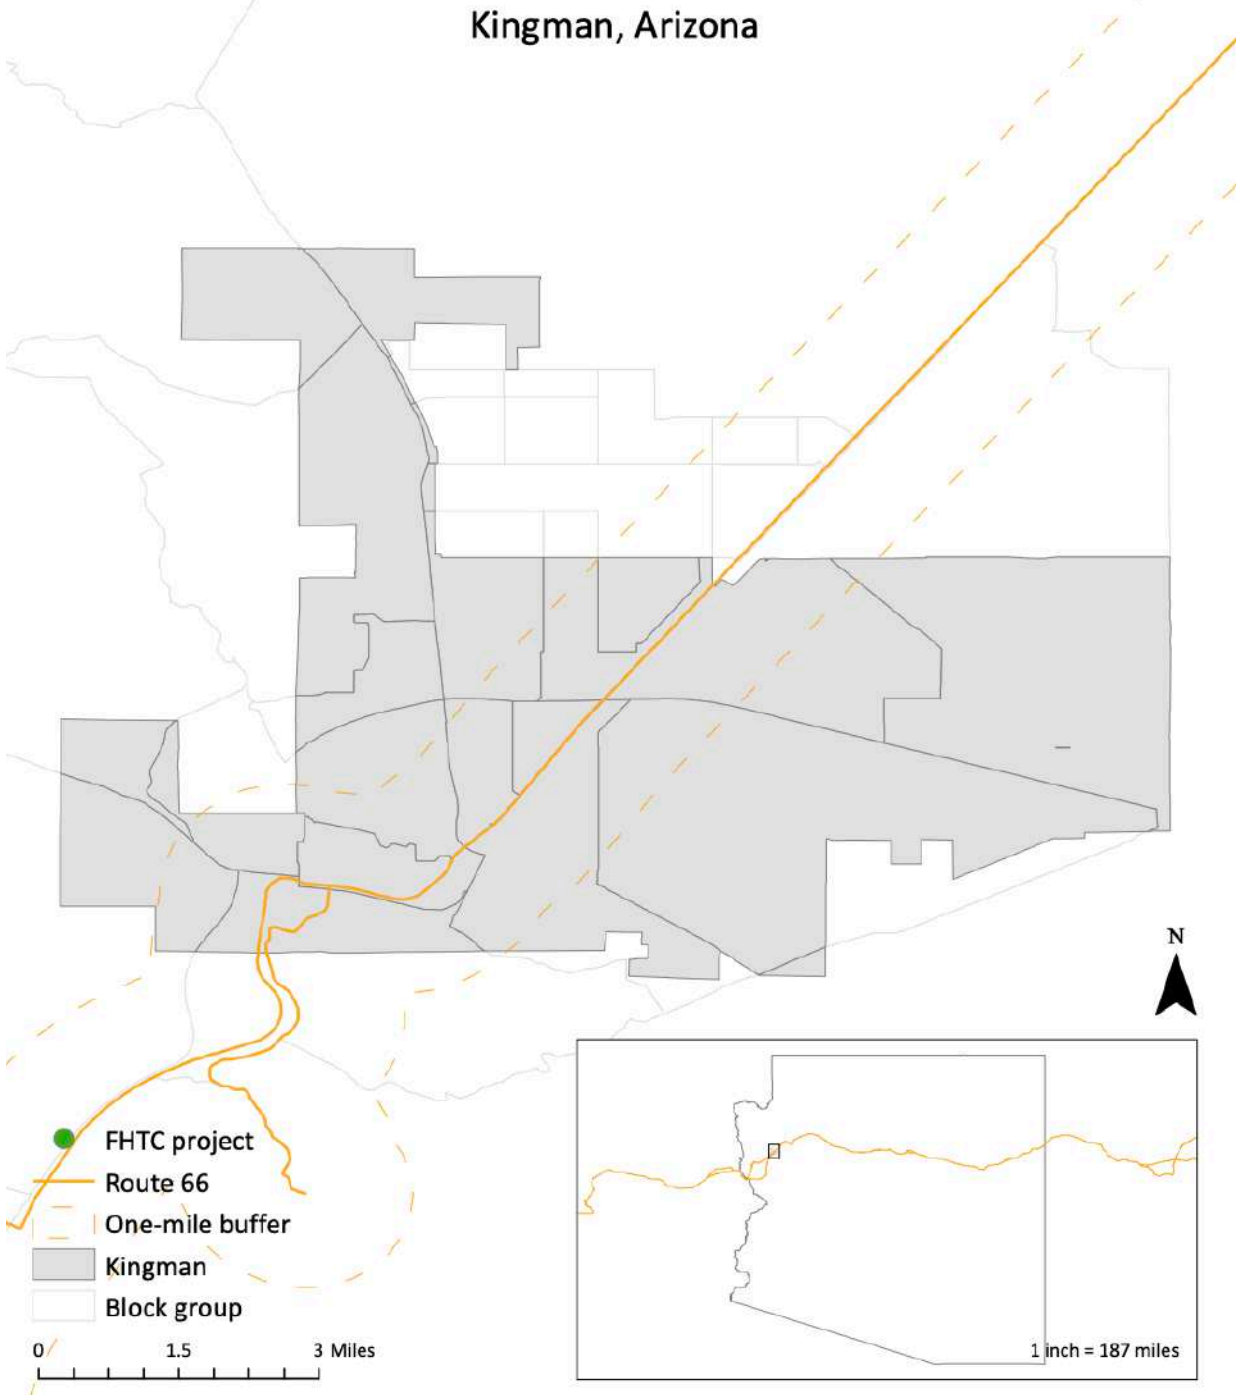 Kingman, Arizona
N
FHTC project
Route 66
One-mile buffer
Kingman
Block group
0 1.5 3 Miles
1 inch = 187 miles